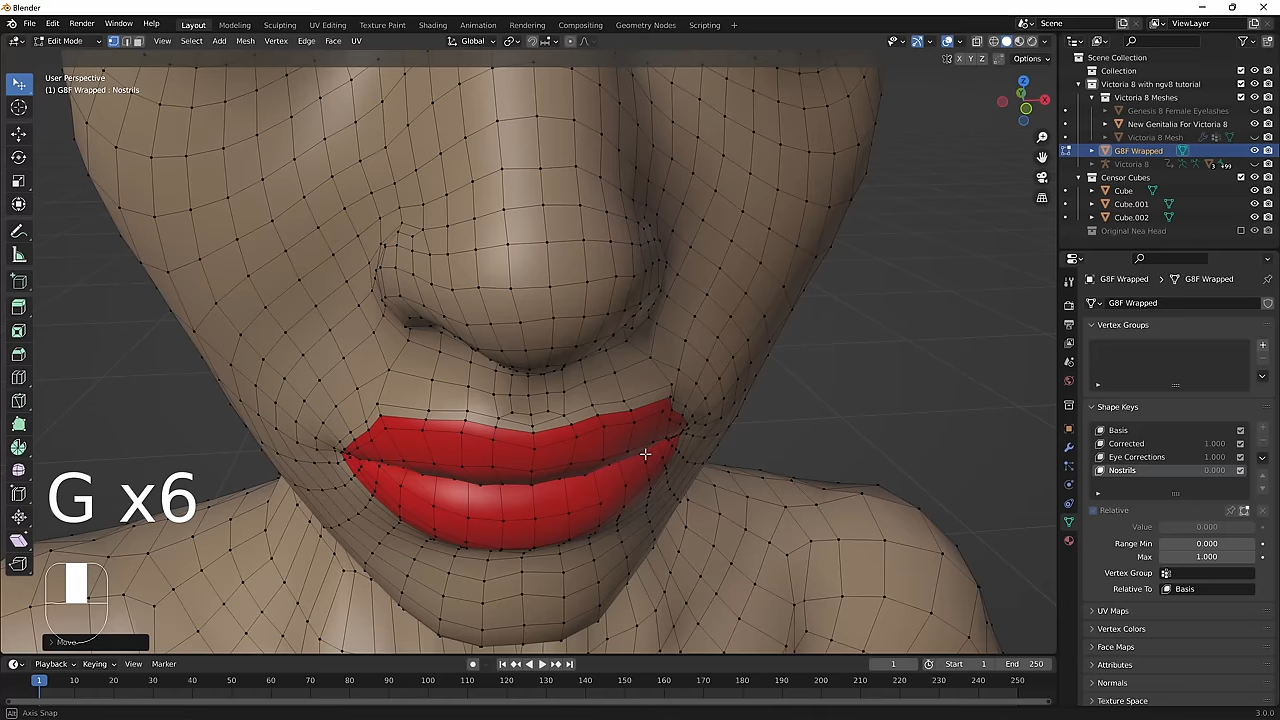 Blender
File Edit Render Window Help Layout Modeling Sculpting UV Editing Texture Paint Shading Animation Rendering Compositing Geometry Nodes Scripting + Scene ViewLayer
Edit Mode View Select Add Mesh Vertex Edge Face UV Global
X Y Z Options
User Perspective
(1) G8F Wrapped : Nostrils
Z
Y
X
G x6
Move
Scene Collection
Collection
Victoria 8 with ngv8 tutorial
Victoria 8 Meshes
Genesis 8 Female Eyelashes
New Genitalia For Victoria 8
Victoria 8 Mesh
G8F Wrapped
Victoria 8 3 +99
Censor Cubes
Cube
Cube.001
Cube.002
Original Nea Head
G8F Wrapped > G8F Wrapped
G8F Wrapped
Vertex Groups
Shape Keys
Basis
Corrected 1.000
Eye Corrections 1.000
Nostrils 0.000
Relative
Value 0.000
Range Min 0.000
Max 1.000
Vertex Group
Relative To Basis
UV Maps
Vertex Colors
Face Maps
Attributes
Normals
Texture Space
Playback Keying View Marker 1 Start 1 End 250
1 10 20 30 40 50 60 70 80 90 100 110 120 130 140 150 160 170 180 190 200 210 220 230 240 250
Alt Axis Snap 3.0.0